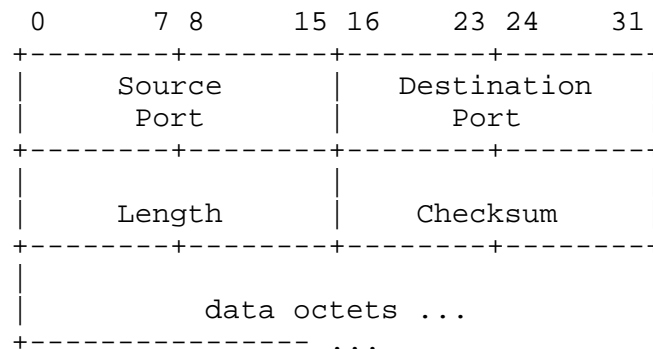 0 7 8 15 16 23 24 31
Source Destination
Port Port
Length Checksum
data octets ...
...